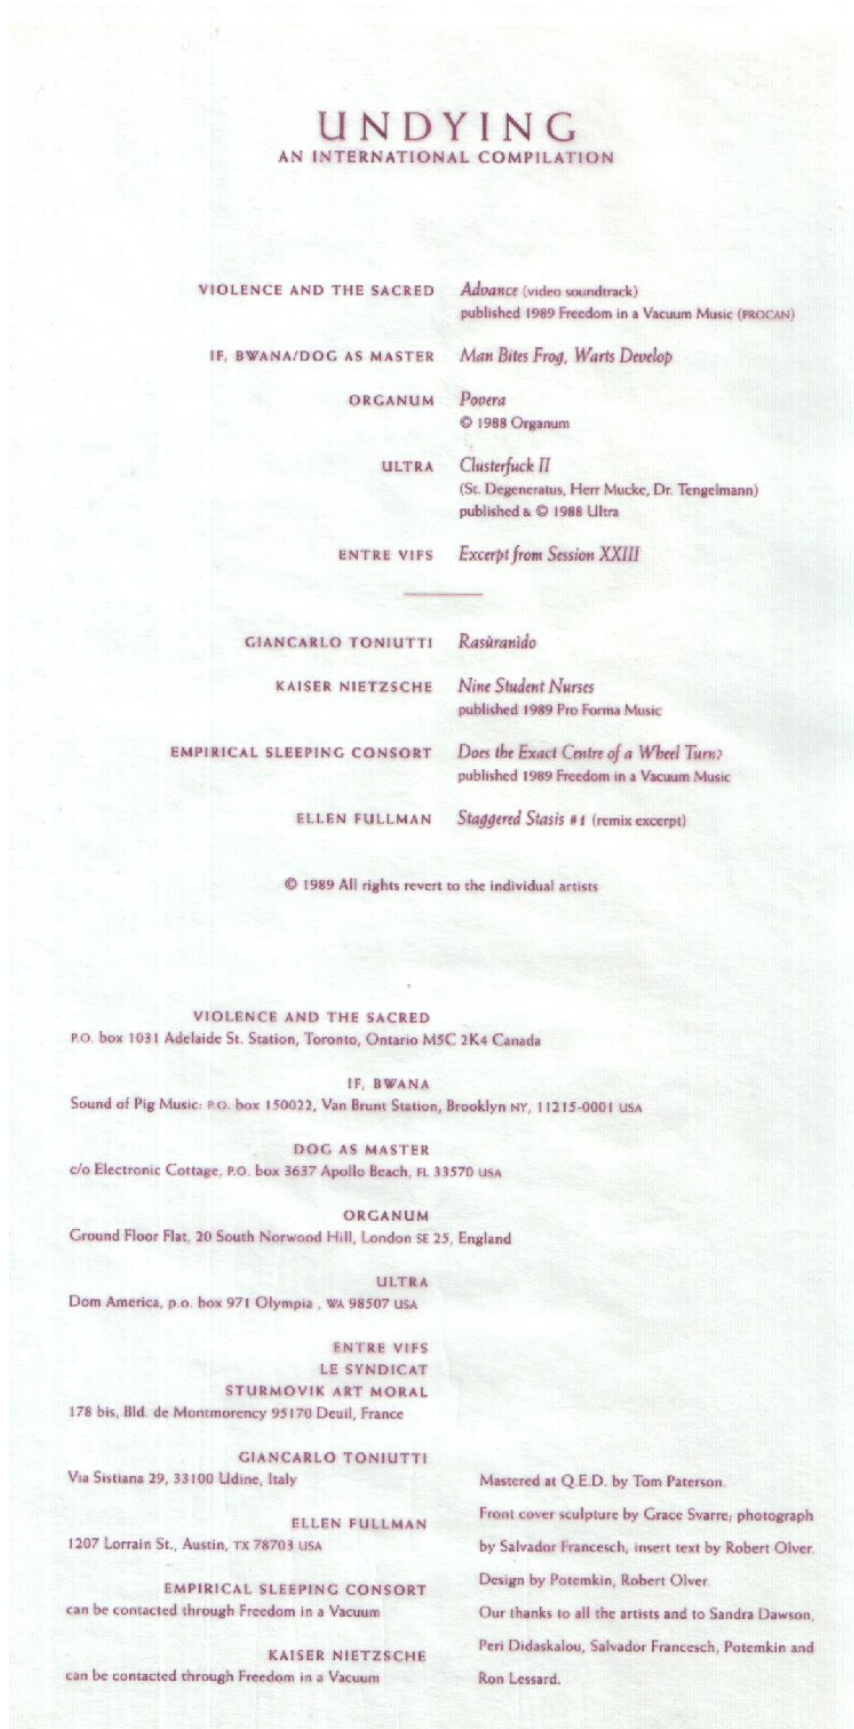 UNDYING
AN INTERNATIONAL COMPILATION
VIOLENCE AND THE SACRED Advance (video soundtrack)
published 1989 Freedom in a Vacuum Music (PROCAN)
IF, BWANA/DOG AS MASTER Man Bites Frog, Warts Develop
ORGANUM Povera
© 1988 Organum
ULTRA Clusterfuck II
(St. Degeneratus, Herr Mucke, Dr. Tengelmann)
published & © 1988 Ultra
ENTRE VIFS Excerpt from Session XXIII
GIANCARLO TONIUTTI Rasùranìdo
KAISER NIETZSCHE Nine Student Nurses
published 1989 Pro Forma Music
EMPIRICAL SLEEPING CONSORT Does the Exact Centre of a Wheel Turn?
published 1989 Freedom in a Vacuum Music
ELLEN FULLMAN Staggered Stasis #1 (remix excerpt)
© 1989 All rights revert to the individual artists
VIOLENCE AND THE SACRED
P.O. box 1031 Adelaide St. Station, Toronto, Ontario M5C 2K4 Canada
IF, BWANA
Sound of Pig Music: P.O. box 150022, Van Brunt Station, Brooklyn NY, 11215-0001 USA
DOG AS MASTER
c/o Electronic Cottage, P.O. box 3637 Apollo Beach, FL 33570 USA
ORGANUM
Ground Floor Flat, 20 South Norwood Hill, London SE 25, England
ULTRA
Dom America, p.o. box 971 Olympia , WA 98507 USA
ENTRE VIFS
LE SYNDICAT
STURMOVIK ART MORAL
178 bis, Bld. de Montmorency 95170 Deuil, France
GIANCARLO TONIUTTI
Via Sistiana 29, 33100 Udine, Italy
ELLEN FULLMAN
1207 Lorrain St., Austin, TX 78703 USA
EMPIRICAL SLEEPING CONSORT
can be contacted through Freedom in a Vacuum
KAISER NIETZSCHE
can be contacted through Freedom in a Vacuum
Mastered at Q.E.D. by Tom Paterson.
Front cover sculpture by Grace Svarre; photograph
by Salvador Francesch, insert text by Robert Olver.
Design by Potemkin, Robert Olver.
Our thanks to all the artists and to Sandra Dawson,
Peri Didaskalou, Salvador Francesch, Potemkin and
Ron Lessard.